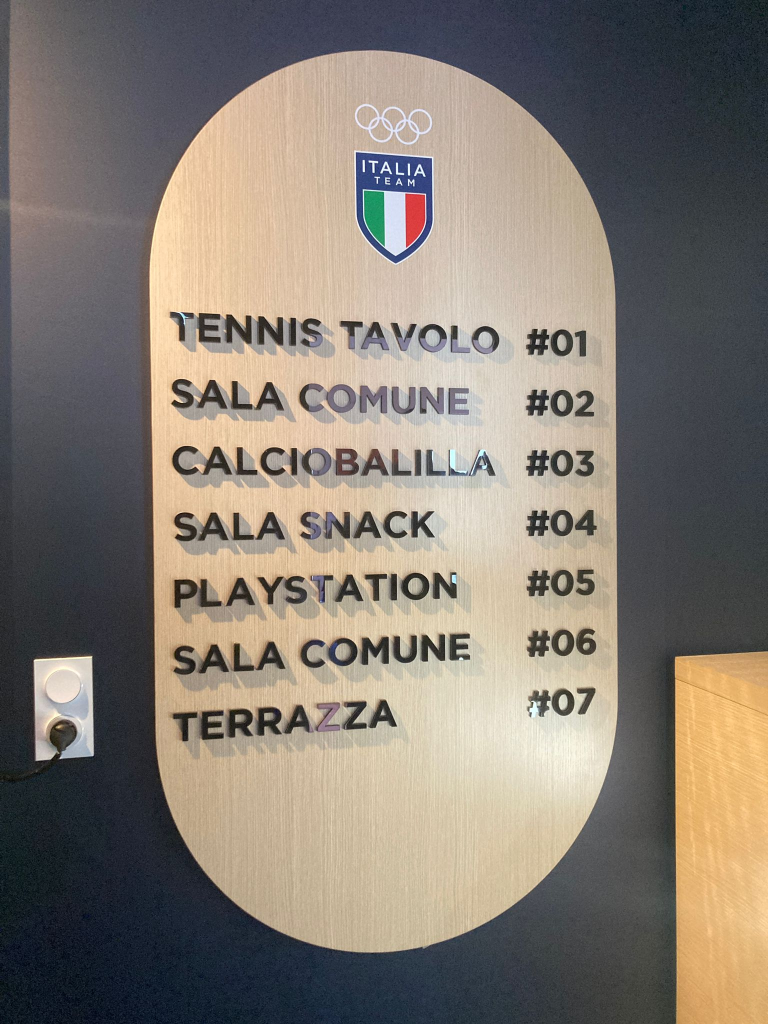 ITALIA
TEAM
TENNIS TAVOLO #01
SALA COMUNE #02
CALCIOBALILLA #03
SALA SNACK #04
PLAYSTATION #05
SALA COMUNE #06
TERRAZZA #07